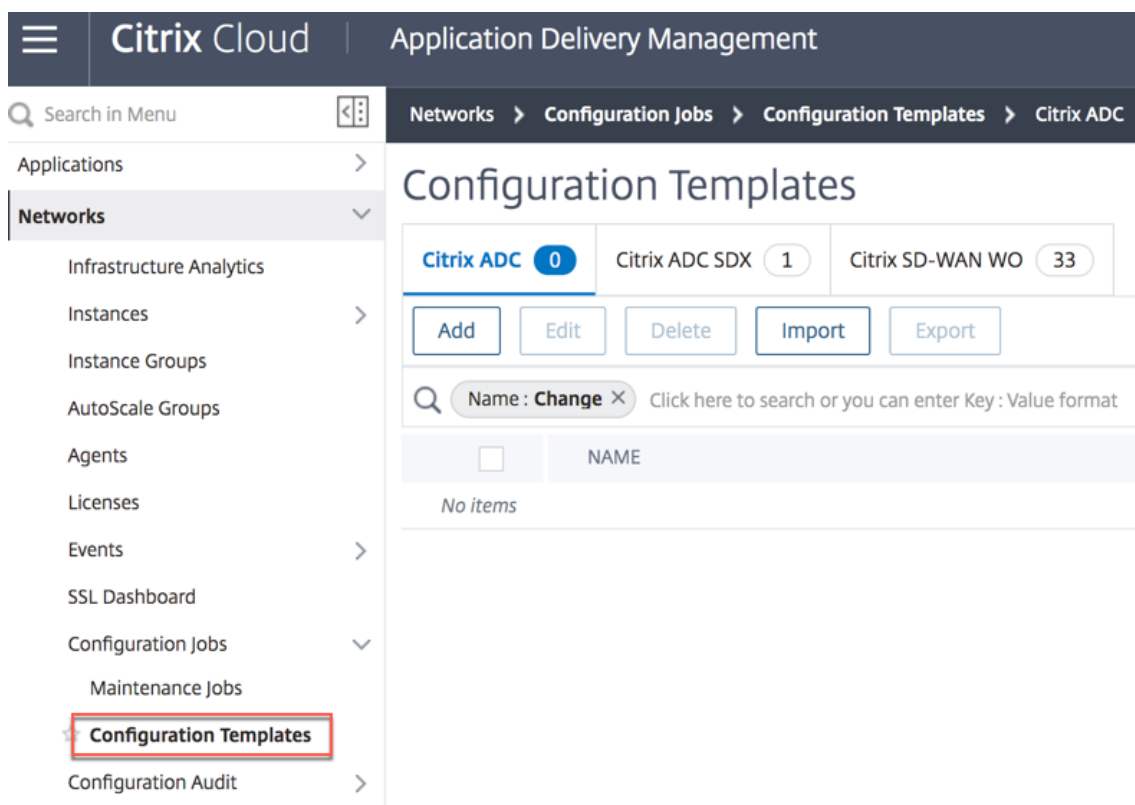 Citrix Cloud | Application Delivery Management
Search in Menu
Networks > Configuration Jobs > Configuration Templates > Citrix ADC
Applications
Networks
Infrastructure Analytics
Instances
Instance Groups
AutoScale Groups
Agents
Licenses
Events
SSL Dashboard
Configuration Jobs
Maintenance Jobs
Configuration Templates
Configuration Audit
Configuration Templates
Citrix ADC 0 Citrix ADC SDX 1 Citrix SD-WAN WO 33
Add Edit Delete Import Export
Name : Change × Click here to search or you can enter Key : Value format
NAME
No items